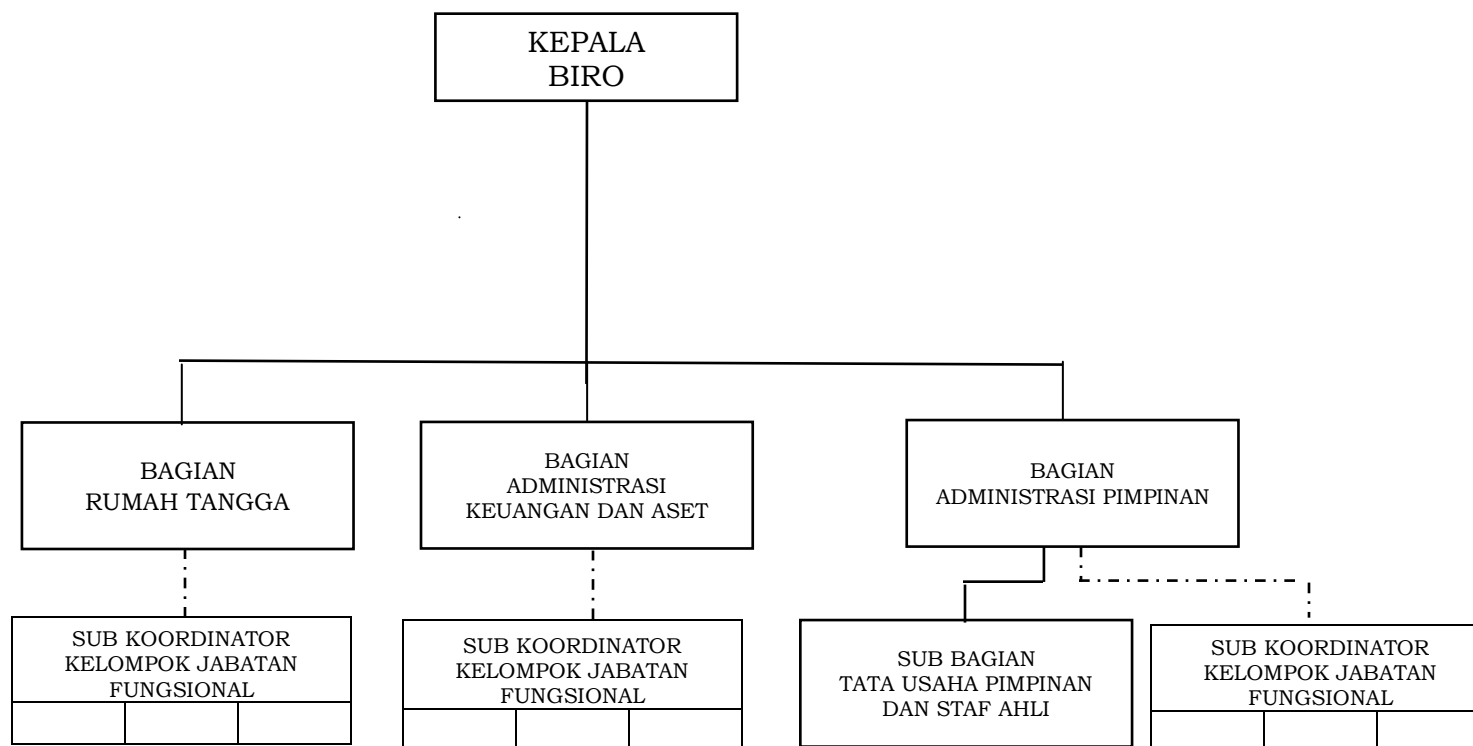 KEPALA
BIRO
BAGIAN
RUMAH TANGGA
BAGIAN
ADMINISTRASI
KEUANGAN DAN ASET
BAGIAN
ADMINISTRASI PIMPINAN
SUB KOORDINATOR
KELOMPOK JABATAN
FUNGSIONAL
SUB KOORDINATOR
KELOMPOK JABATAN
FUNGSIONAL
SUB BAGIAN
TATA USAHA PIMPINAN
DAN STAF AHLI
SUB KOORDINATOR
KELOMPOK JABATAN
FUNGSIONAL